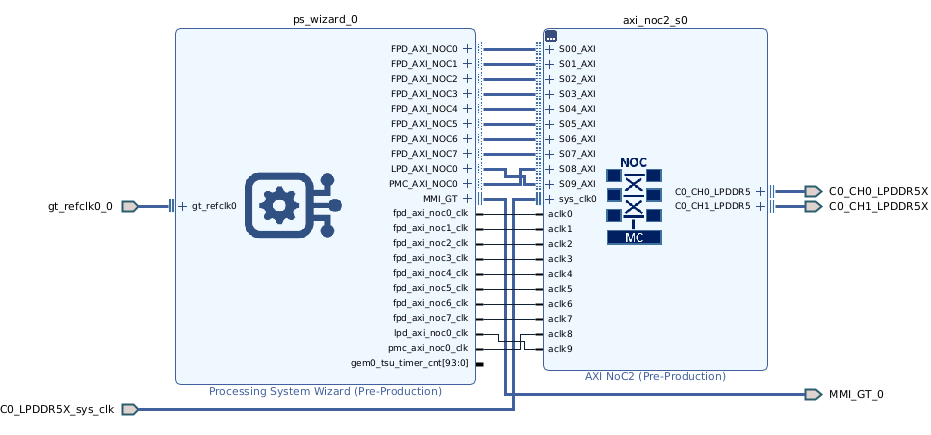 ps_wizard_0
axi_noc2_s0
FPD_AXI_NOC0
S00_AXI
FPD_AXI_NOC1
S01_AXI
FPD_AXI_NOC2
S02_AXI
FPD_AXI_NOC3
S03_AXI
FPD_AXI_NOC4
S04_AXI
FPD_AXI_NOC5
S05_AXI
FPD_AXI_NOC6
S06_AXI
FPD_AXI_NOC7
S07_AXI
LPD_AXI_NOC0
S08_AXI
PMC_AXI_NOC0
S09_AXI
MMI_GT
sys_clk0
gt_refclk0_0
gt_refclk0
fpd_axi_noc0_clk
aclk0
fpd_axi_noc1_clk
aclk1
fpd_axi_noc2_clk
aclk2
fpd_axi_noc3_clk
aclk3
fpd_axi_noc4_clk
aclk4
fpd_axi_noc5_clk
aclk5
fpd_axi_noc6_clk
aclk6
fpd_axi_noc7_clk
aclk7
lpd_axi_noc0_clk
aclk8
pmc_axi_noc0_clk
aclk9
gem0_tsu_timer_cnt[93:0]
NOC
MC
C0_CH0_LPDDR5
C0_CH0_LPDDR5X
C0_CH1_LPDDR5
C0_CH1_LPDDR5X
Processing System Wizard (Pre-Production)
AXI NoC2 (Pre-Production)
MMI_GT_0
C0_LPDDR5X_sys_clk